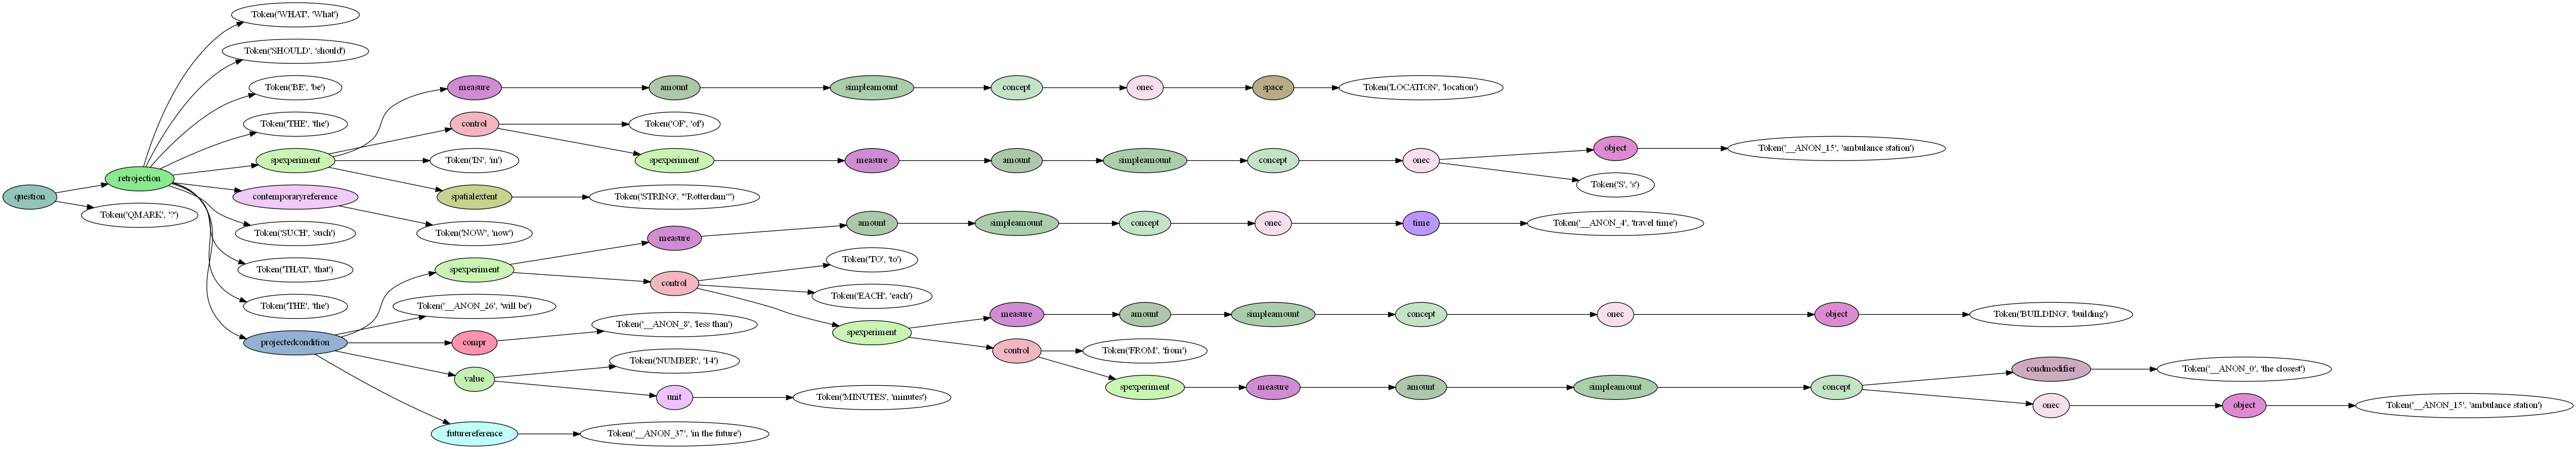 Token('WHAT', 'What')
Token('SHOULD', 'should')
Token('BE', 'be')
measure amount simpleamount concept onec space Token('LOCATION', 'location')
Token('THE', 'the') control Token('OF', 'of')
spexperiment Token('IN', 'in') spexperiment measure amount simpleamount concept onec object Token('__ANON_15', 'ambulance station')
retrojection Token('S', 's')
question contemporaryreference spatialextent Token('STRING', "'Rotterdam'")
Token('QMARK', '?')
Token('SUCH', 'such') Token('NOW', 'now') measure amount simpleamount concept onec time Token('__ANON_4', 'travel time')
Token('THAT', 'that') spexperiment control Token('TO', 'to')
Token('THE', 'the') Token('__ANON_26', 'will be') Token('EACH', 'each')
measure amount simpleamount concept onec object Token('BUILDING', 'building')
projectedcondition compr Token('__ANON_8', 'less than') spexperiment control Token('FROM', 'from')
value Token('NUMBER', '14') condmodifier Token('__ANON_0', 'the closest')
unit Token('MINUTES', 'minutes') spexperiment measure amount simpleamount concept onec object Token('__ANON_15', 'ambulance station')
futurereference Token('__ANON_37', 'in the future')